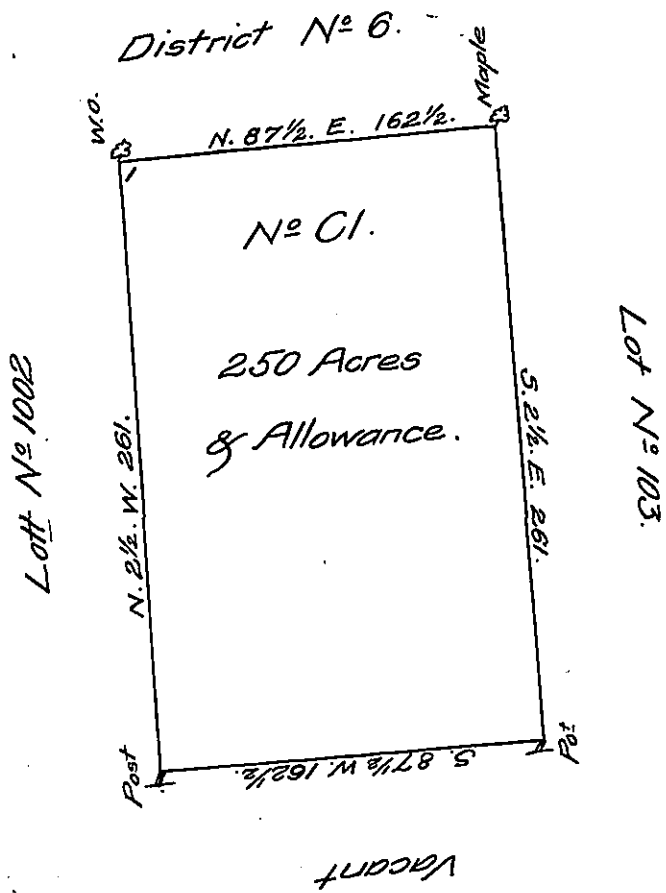 District Nº 6.
W.O.
Maple
N. 87½. E. 162½.
1
Nº C1.
250 Acres
& Allowance.
Lott Nº 1002
N. 2½. W. 261.
S. 2½. E. 261.
Lot Nº 103.
Post
S. 87½ W. 162½.
Vacant